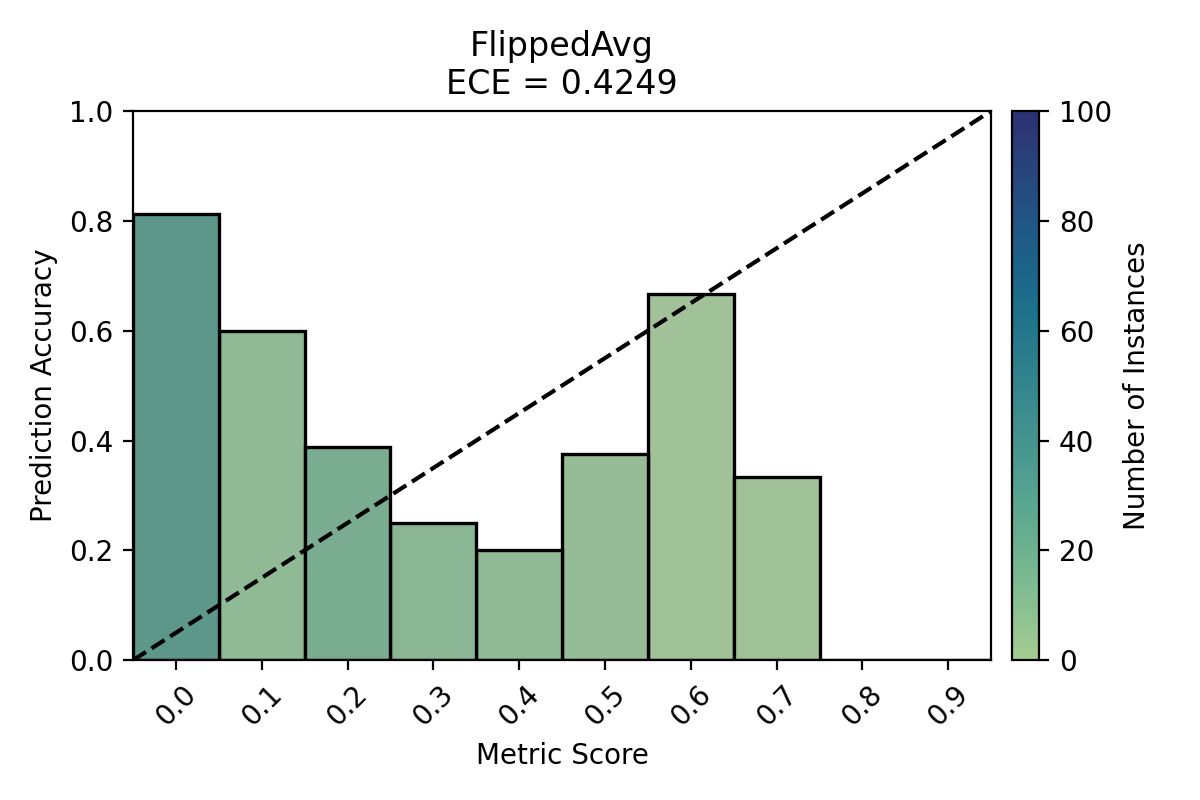 FlippedAvg
ECE = 0.4249
1.0
0.8
0.6
0.4
0.2
0.0
Prediction Accuracy
0.0 0.1 0.2 0.3 0.4 0.5 0.6 0.7 0.8 0.9
Metric Score
100
80
60
40
20
0
Number of Instances